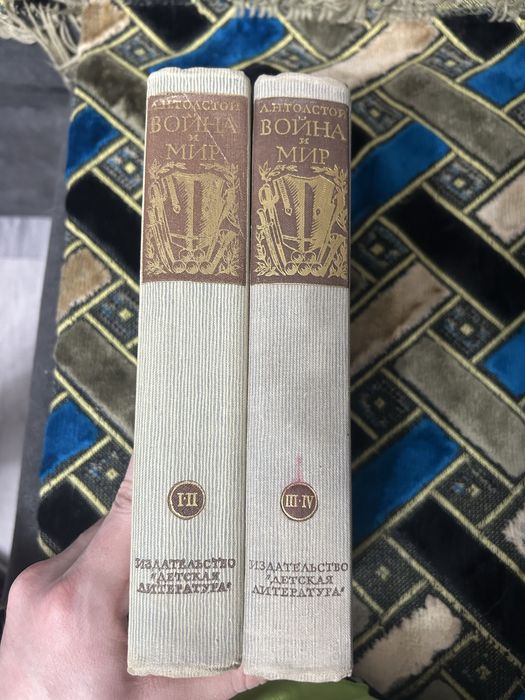 Л.Н.ТОЛСТОЙ
ВОЙНА
И
МИР
I·II
ИЗДАТЕЛЬСТВО
"ДЕТСКАЯ
ЛИТЕРАТУРА"
Л.Н.ТОЛСТОЙ
ВОЙНА
И
МИР
III·IV
ИЗДАТЕЛЬСТВО
"ДЕТСКАЯ
ЛИТЕРАТУРА"